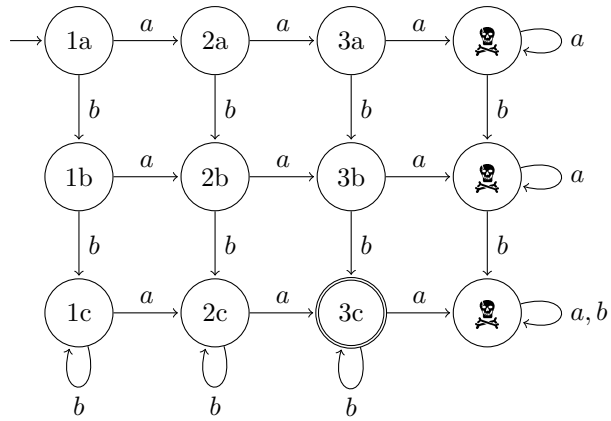 a a a
1a 2a 3a ☠ a
b b b b
a a a
1b 2b 3b ☠ a
b b b b
a a a
1c 2c 3c ☠ a, b
b b b